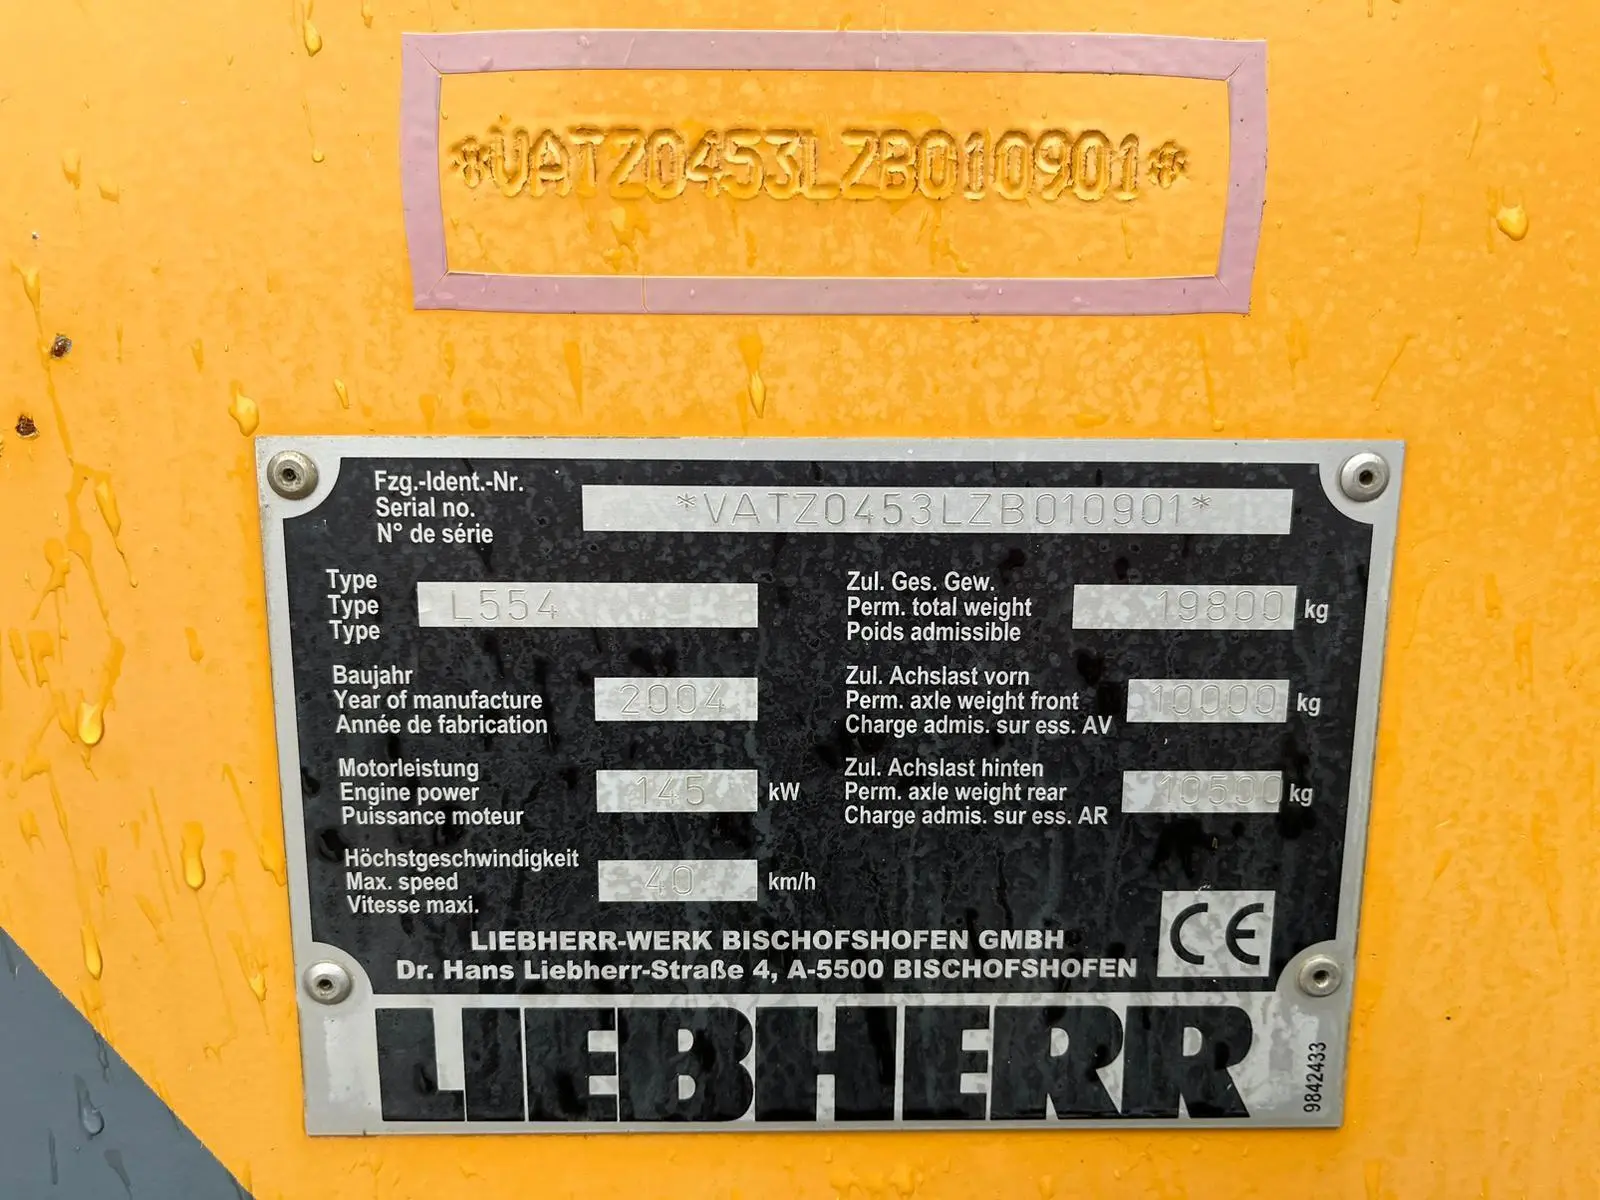 *VATZ0453LZB010901*
Fzg.-Ident.-Nr.
Serial no.
N° de série
*VATZ0453LZB010901*
Type
Type
Type
L554
Zul. Ges. Gew.
Perm. total weight
Poids admissible
19800 kg
Baujahr
Year of manufacture
Année de fabrication
2004
Zul. Achslast vorn
Perm. axle weight front
Charge admis. sur ess. AV
10000 kg
Motorleistung
Engine power
Puissance moteur
145 kW
Zul. Achslast hinten
Perm. axle weight rear
Charge admis. sur ess. AR
10500 kg
Höchstgeschwindigkeit
Max. speed
Vitesse maxi.
40 km/h
CE
LIEBHERR-WERK BISCHOFSHOFEN GMBH
Dr. Hans Liebherr-Straße 4, A-5500 BISCHOFSHOFEN
LIEBHERR
9842433